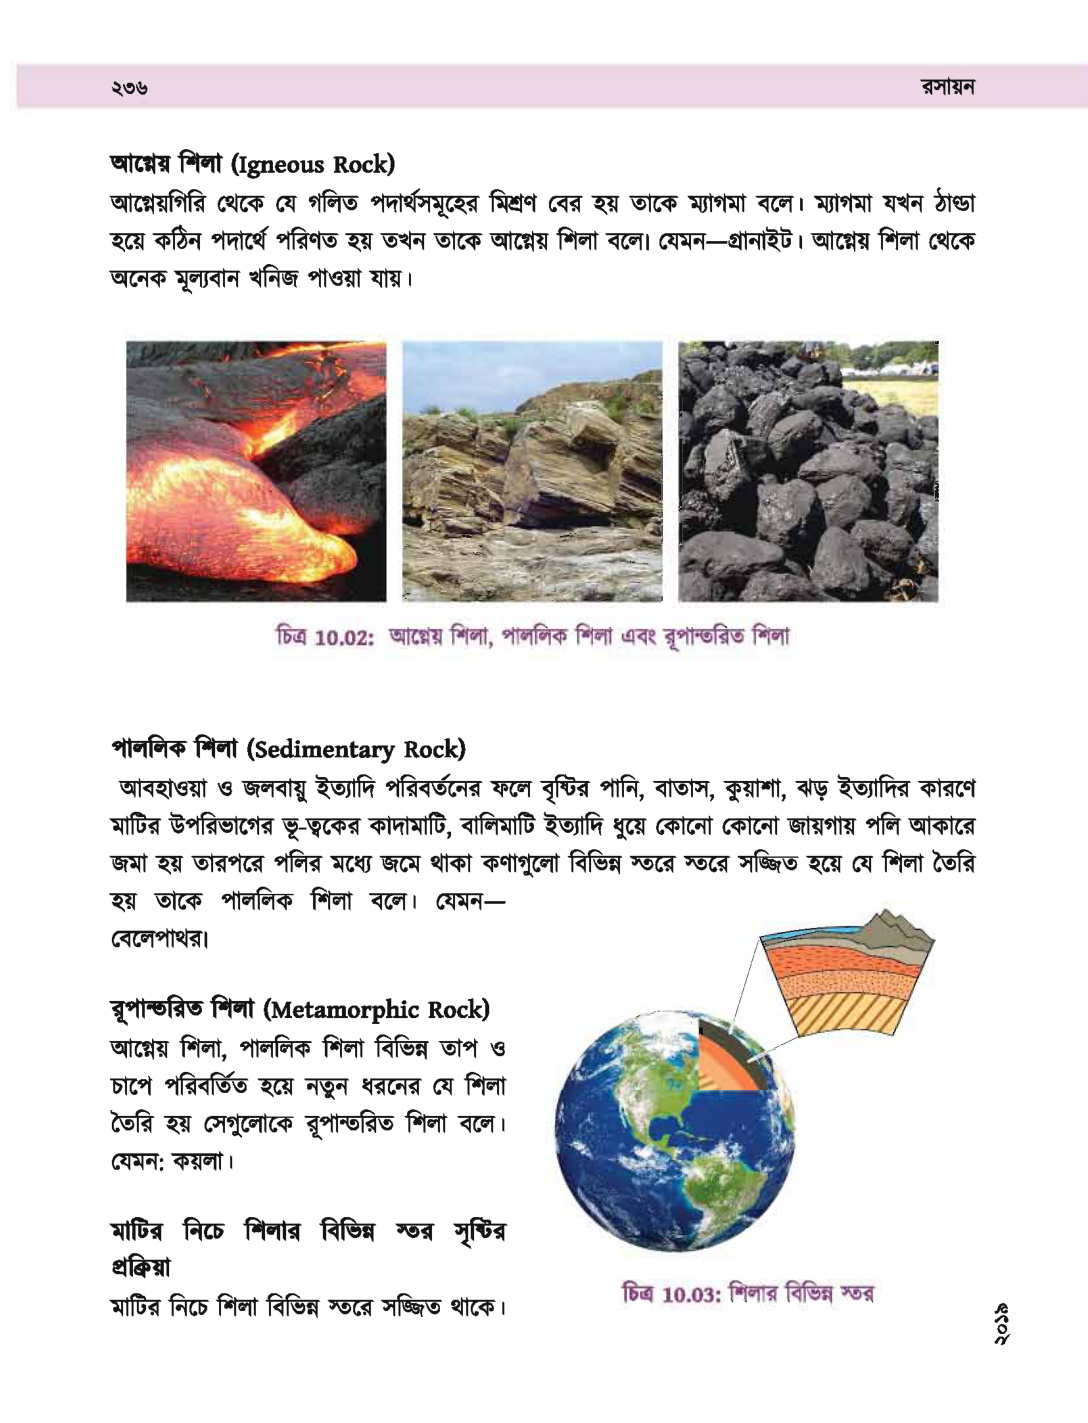 ২৩৬
রসায়ন
আগ্নেয় শিলা (Igneous Rock)
আগ্নেয়গিরি থেকে যে গলিত পদার্থসমূহের মিশ্রণ বের হয় তাকে ম্যাগমা বলে। ম্যাগমা যখন ঠাণ্ডা
হয়ে কঠিন পদার্থে পরিণত হয় তখন তাকে আগ্নেয় শিলা বলে। যেমন—গ্রানাইট। আগ্নেয় শিলা থেকে
অনেক মূল্যবান খনিজ পাওয়া যায়।
চিত্র 10.02: আগ্নেয় শিলা, পাললিক শিলা এবং রূপান্তরিত শিলা
পাললিক শিলা (Sedimentary Rock)
আবহাওয়া ও জলবায়ু ইত্যাদি পরিবর্তনের ফলে বৃষ্টির পানি, বাতাস, কুয়াশা, ঝড় ইত্যাদির কারণে
মাটির উপরিভাগের ভূ-ত্বকের কাদামাটি, বালিমাটি ইত্যাদি ধুয়ে কোনো কোনো জায়গায় পলি আকারে
জমা হয় তারপরে পলির মধ্যে জমে থাকা কণাগুলো বিভিন্ন স্তরে স্তরে সজ্জিত হয়ে যে শিলা তৈরি
হয় তাকে পাললিক শিলা বলে। যেমন—
বেলেপাথর।
রূপান্তরিত শিলা (Metamorphic Rock)
আগ্নেয় শিলা, পাললিক শিলা বিভিন্ন তাপ ও
চাপে পরিবর্তিত হয়ে নতুন ধরনের যে শিলা
তৈরি হয় সেগুলোকে রূপান্তরিত শিলা বলে।
যেমন: কয়লা।
মাটির নিচে শিলার বিভিন্ন স্তর সৃষ্টির
প্রক্রিয়া
মাটির নিচে শিলা বিভিন্ন স্তরে সজ্জিত থাকে।
চিত্র 10.03: শিলার বিভিন্ন স্তর
২০১৯